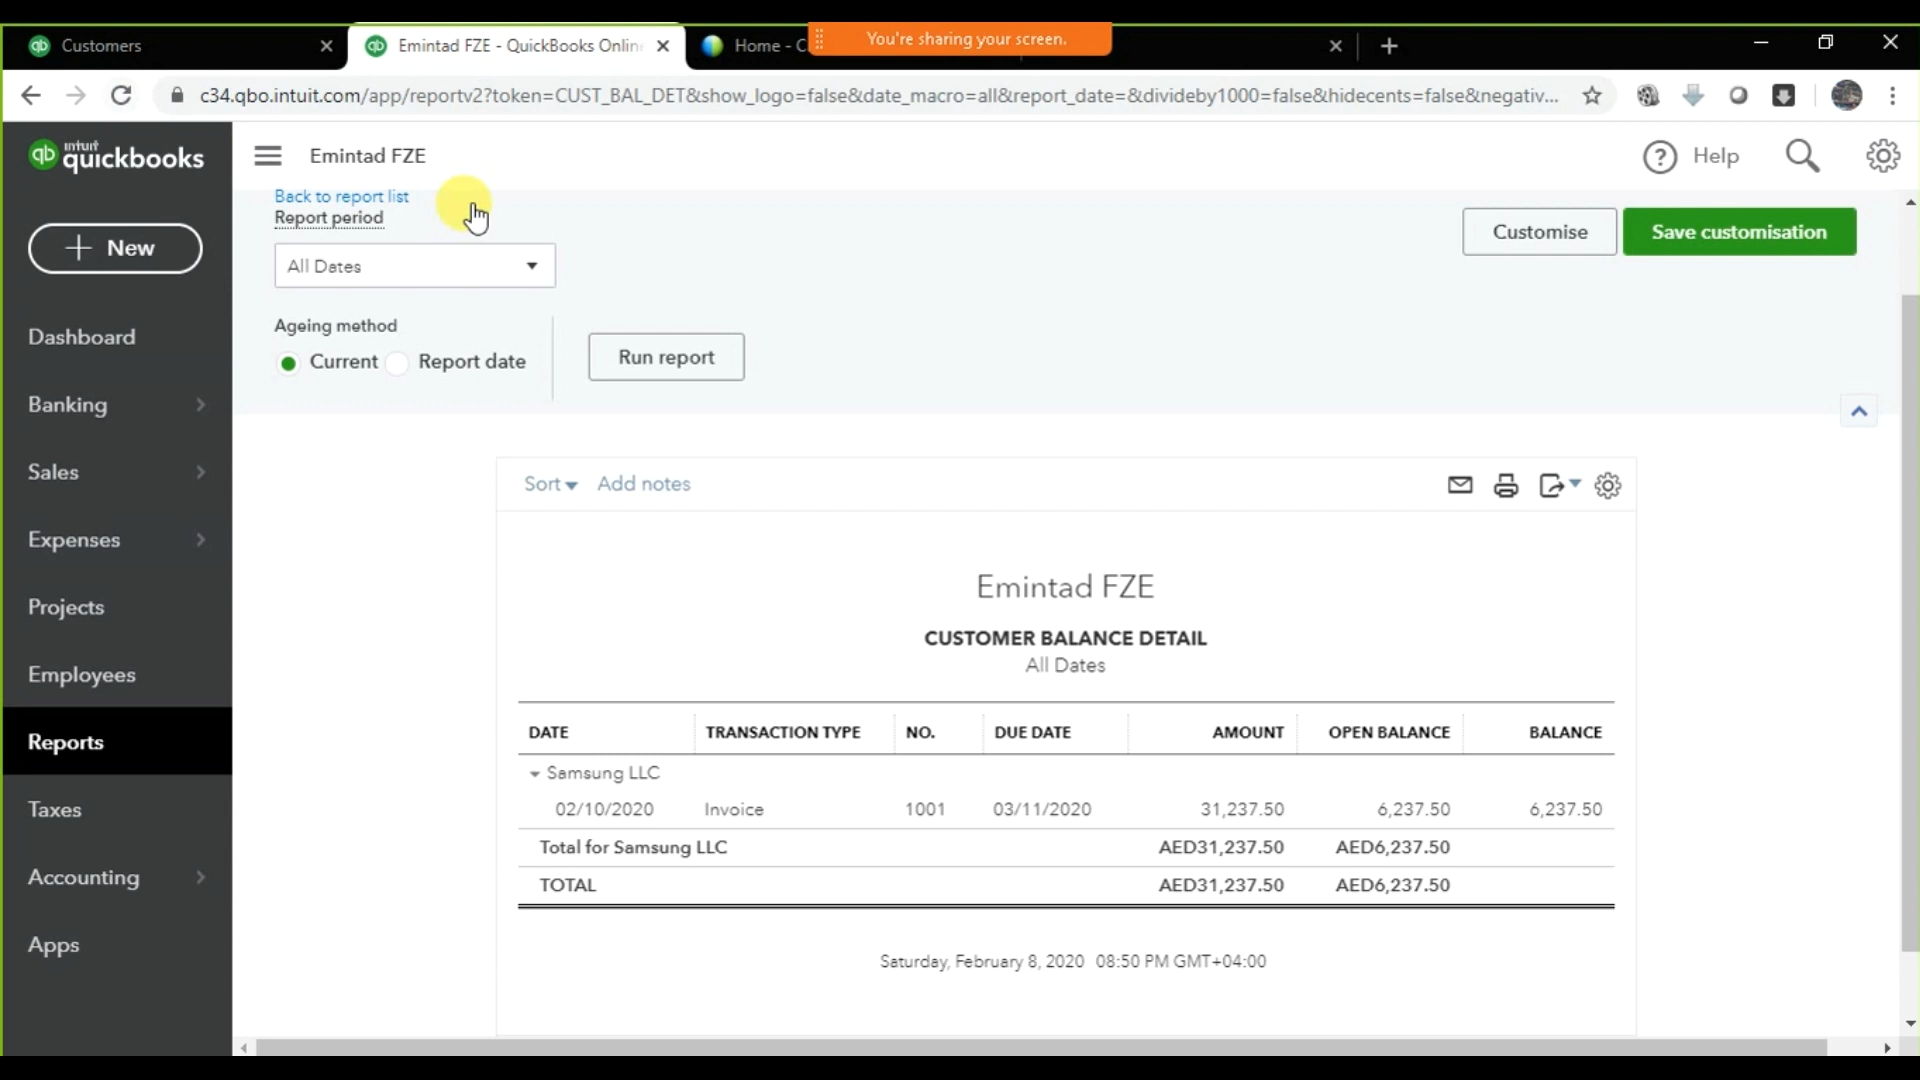 Customers
Emintad FZE - QuickBooks Onlin
Home - C
You're sharing your screen.
c34.qbo.intuit.com/app/reportv2?token=CUST_BAL_DET&show_logo=false&date_macro=all&report_date=&divideby1000=false&hidecents=false&negativ...
qb intuit quickbooks
Emintad FZE
Help
Back to report list
Report period
Customise
Save customisation
New
All Dates
Ageing method
Current
Report date
Run report
Dashboard
Banking
Sales
Expenses
Projects
Employees
Reports
Taxes
Accounting
Apps
Sort
Add notes
Emintad FZE
CUSTOMER BALANCE DETAIL
All Dates
DATE TRANSACTION TYPE NO. DUE DATE AMOUNT OPEN BALANCE BALANCE
Samsung LLC
02/10/2020 Invoice 1001 03/11/2020 31,237.50 6,237.50 6,237.50
Total for Samsung LLC AED31,237.50 AED6,237.50
TOTAL AED31,237.50 AED6,237.50
Saturday, February 8, 2020 08:50 PM GMT+04:00